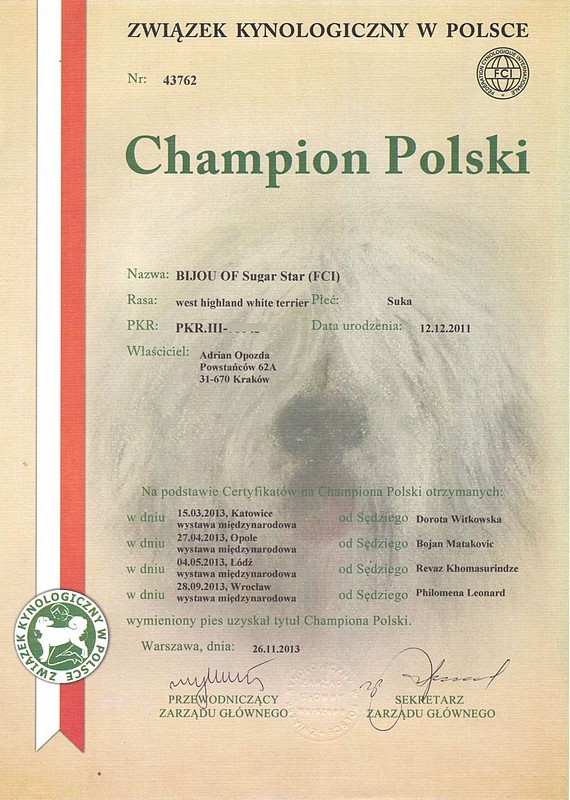 ZWIĄZEK KYNOLOGICZNY W POLSCE
FEDERATION CYNOLOGIQUE INTERNATIONALE
FCI
Nr: 43762
Champion Polski
Nazwa: BIJOU OF Sugar Star (FCI)
Rasa: west highland white terrier Płeć: Suka
PKR: PKR.III- Data urodzenia: 12.12.2011
Właściciel: Adrian Opozda
Powstańców 62A
31-670 Kraków
Na podstawie Certyfikatów na Championa Polski otrzymanych:
w dniu 15.03.2013, Katowice
wystawa międzynarodowa od Sędziego Dorota Witkowska
w dniu 27.04.2013, Opole
wystawa międzynarodowa od Sędziego Bojan Matakovic
w dniu 04.05.2013, Łódź
wystawa międzynarodowa od Sędziego Revaz Khomasurindze
w dniu 28.09.2013, Wrocław
wystawa międzynarodowa od Sędziego Philomena Leonard
wymieniony pies uzyskał tytuł Championa Polski.
Warszawa, dnia: 26.11.2013
PRZEWODNICZĄCY
ZARZĄDU GŁÓWNEGO
SEKRETARZ
ZARZĄDU GŁÓWNEGO
ZWIĄZEK KYNOLOGICZNY W POLSCE